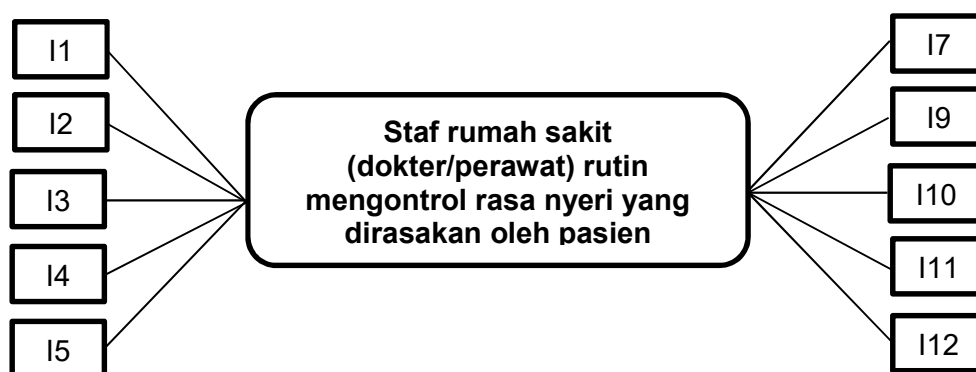 I1
I2
I3
I4
I5
Staf rumah sakit
(dokter/perawat) rutin
mengontrol rasa nyeri yang
dirasakan oleh pasien
I7
I9
I10
I11
I12